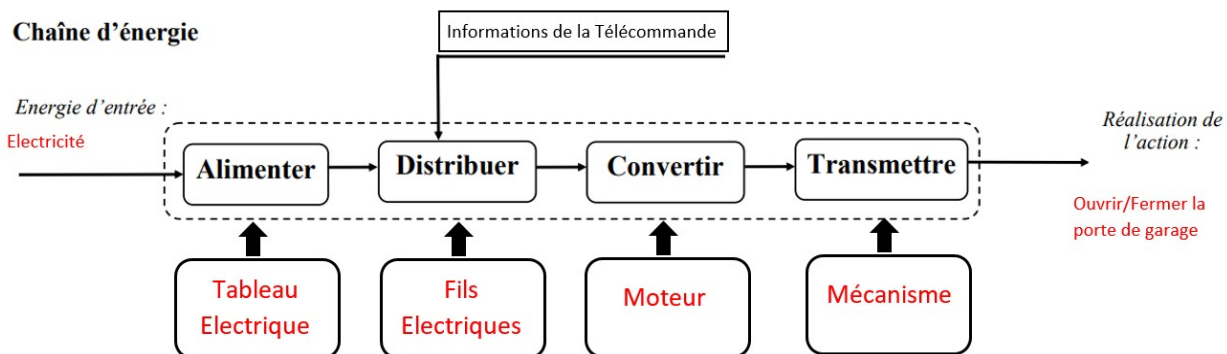 Chaîne d'énergie
Informations de la Télécommande
Energie d'entrée :
Electricité
Réalisation de
l'action :
Alimenter
Distribuer
Convertir
Transmettre
Ouvrir/Fermer la
porte de garage
Tableau
Electrique
Fils
Electriques
Moteur
Mécanisme